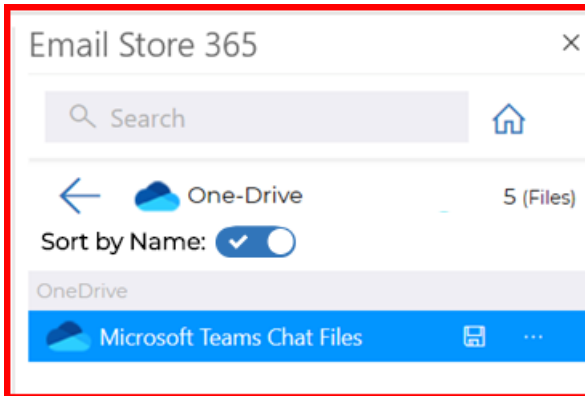 Email Store 365
Search
One-Drive 5 (Files)
Sort by Name:
OneDrive
Microsoft Teams Chat Files ...